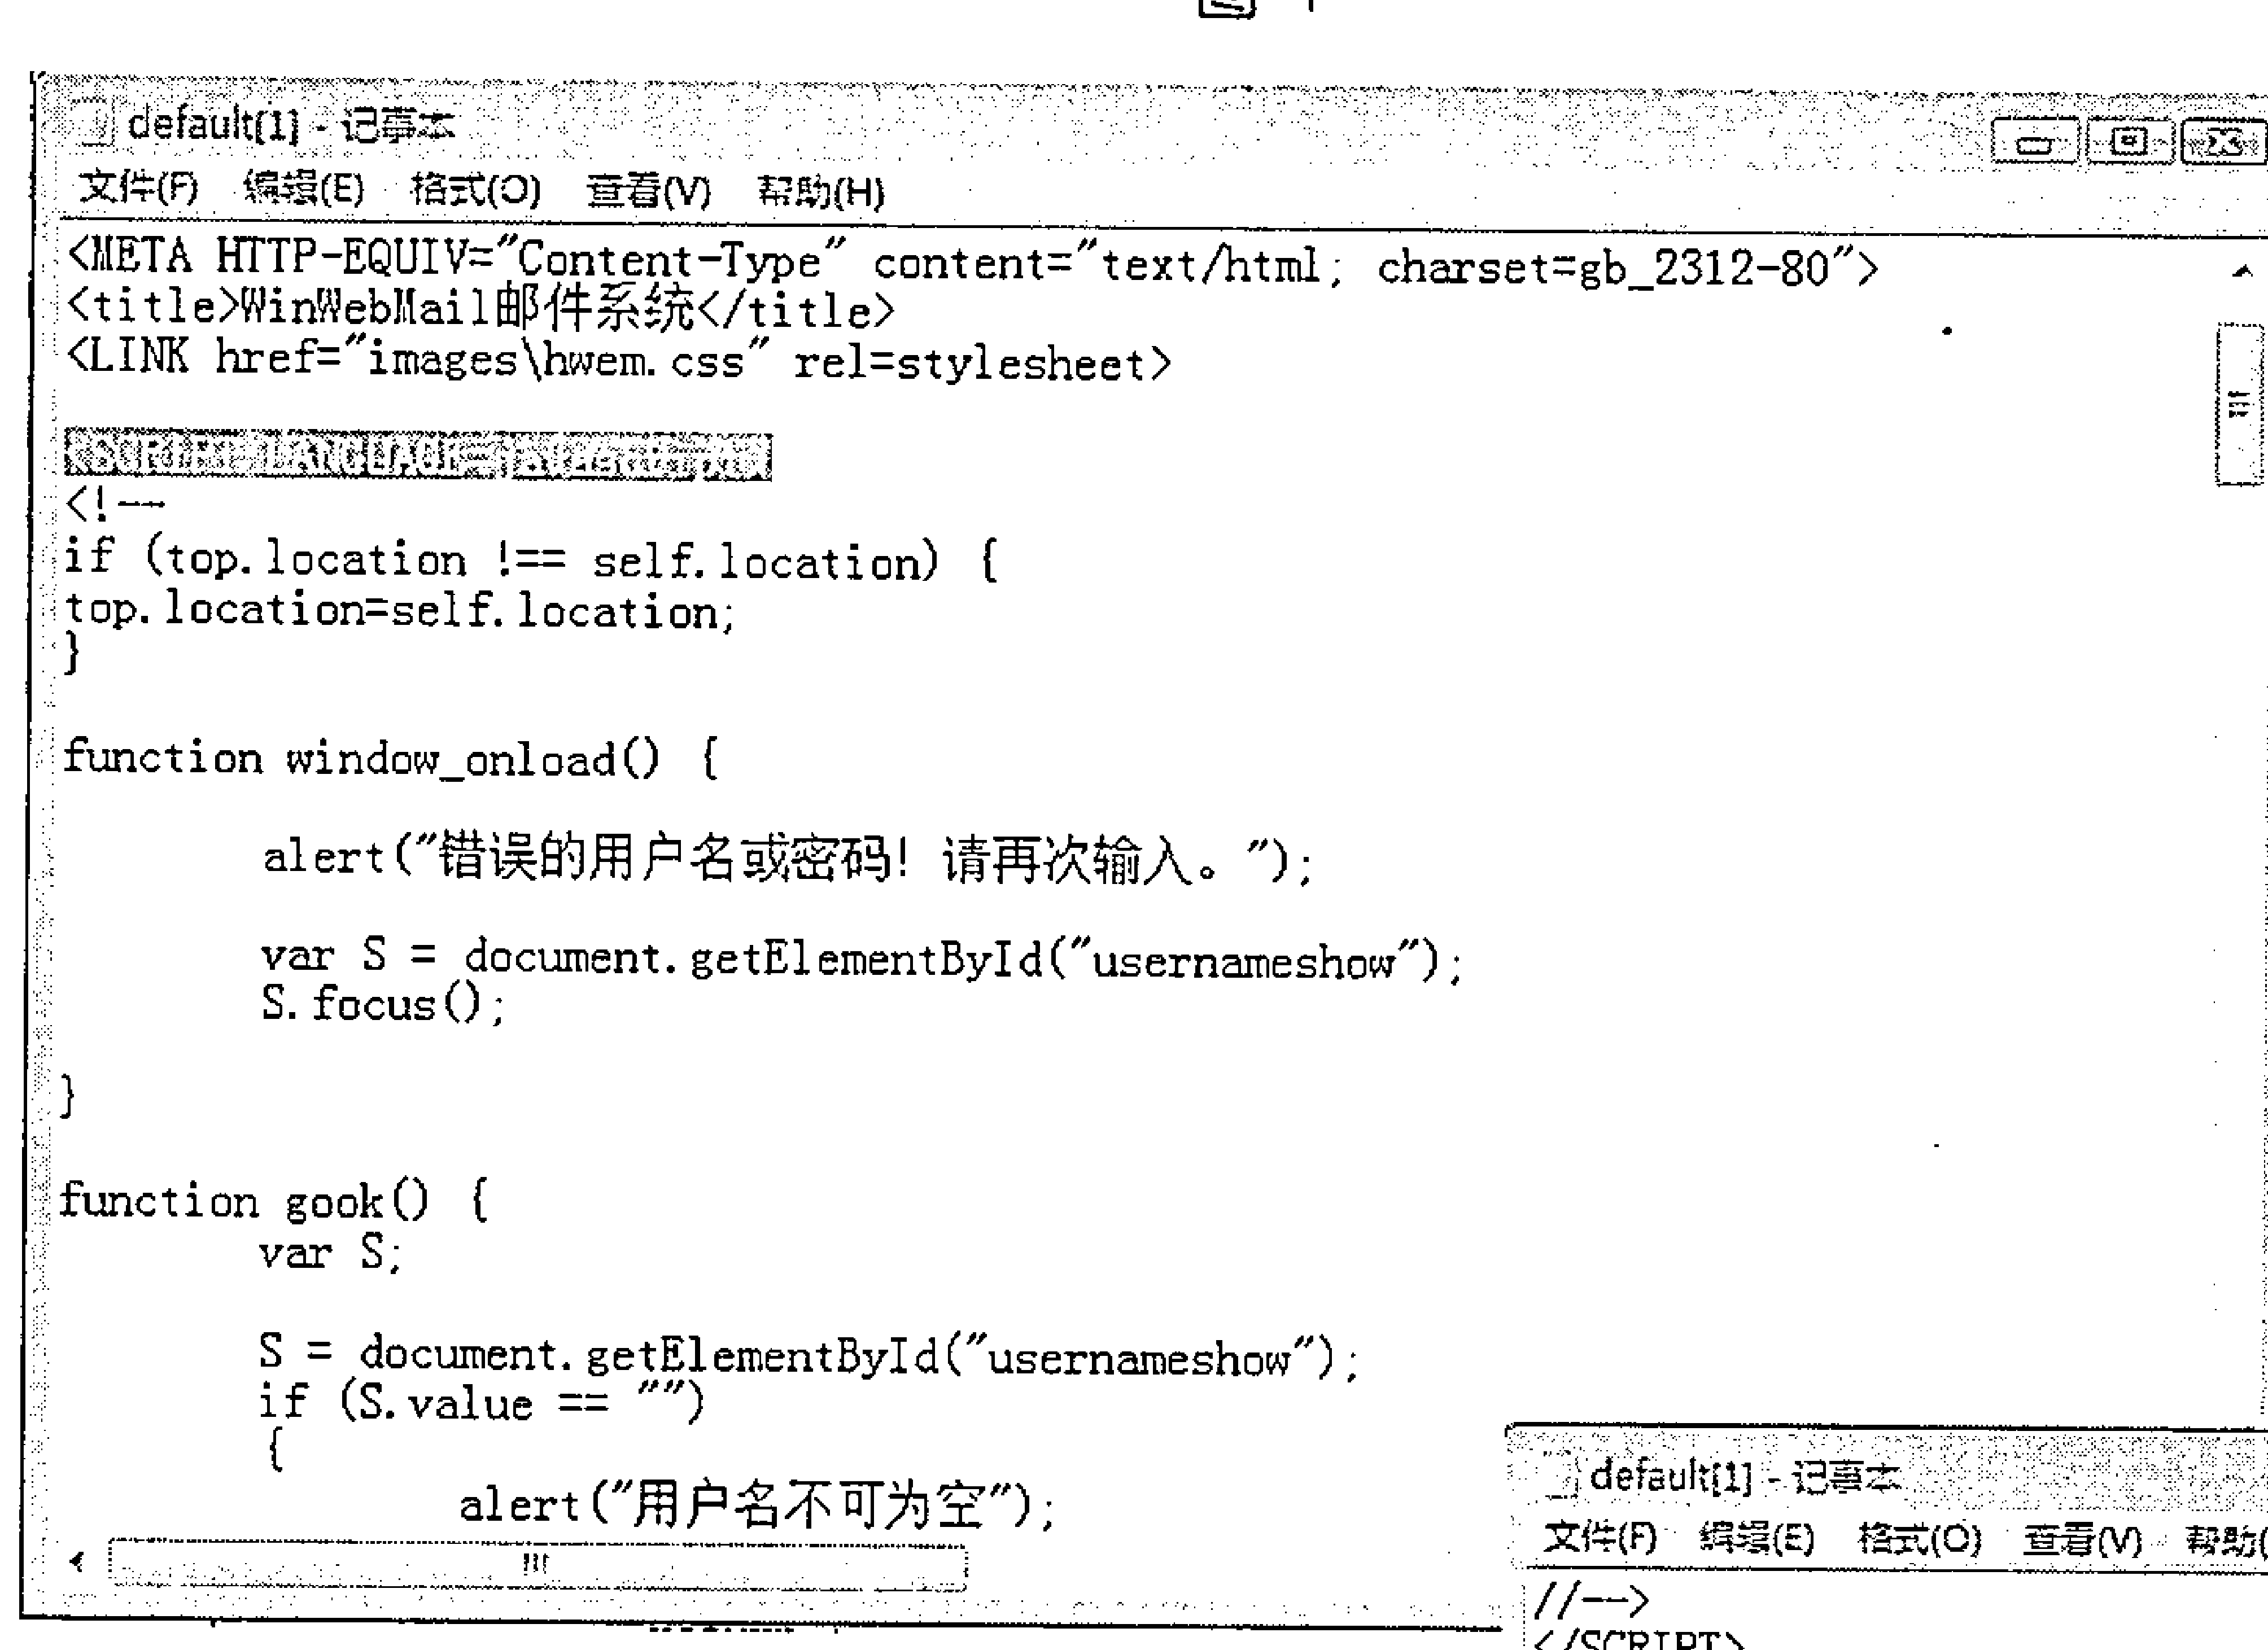 default[1] - 记事本
文件(F) 编辑(E) 格式(O) 查看(V) 帮助(H)
<META HTTP-EQUIV="Content-Type" content="text/html; charset=gb_2312-80">
<title>WinWebMail邮件系统</title>
<LINK href="images\hwem.css" rel=stylesheet>
<SCRIPT LANGUAGE=
<!--
if (top.location !== self.location) {
top.location=self.location;
}
function window_onload() {
alert("错误的用户名或密码! 请再次输入。");
var S = document.getElementById("usernameshow");
S.focus();
}
function gook() {
var S;
S = document.getElementById("usernameshow");
if (S.value == "")
{
alert("用户名不可为空");
default[1] - 记事本
文件(F) 编辑(E) 格式(O) 查看(V) 帮助(
//-->
</SCRIPT>